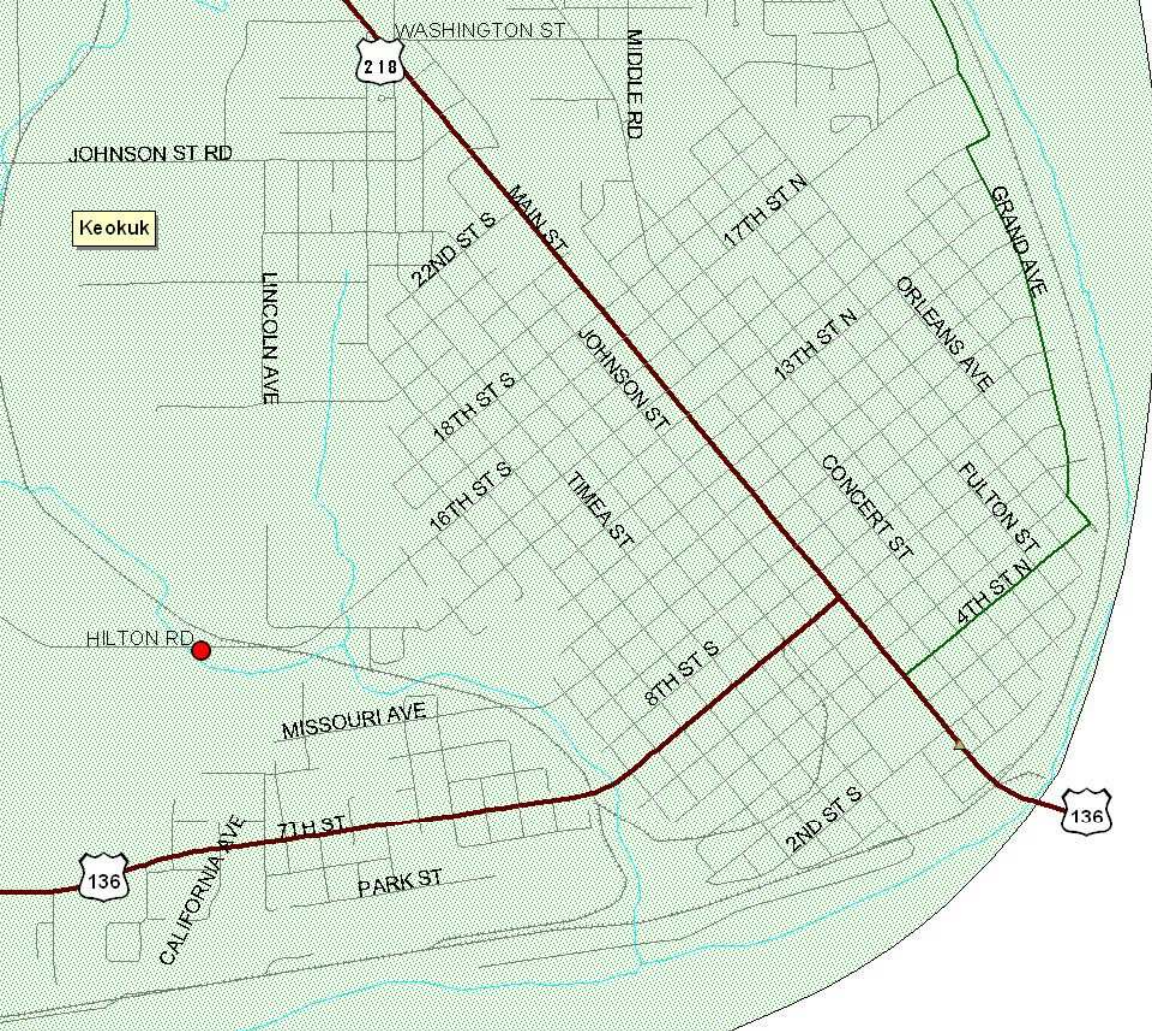 WASHINGTON ST
218
MIDDLE RD
JOHNSON ST RD
MAIN ST
17TH ST N
GRAND AVE
Keokuk
22ND ST S
LINCOLN AVE
ORLEANS AVE
13TH ST N
JOHNSON ST
18TH ST S
16TH ST S
TIMEA ST
CONCERT ST
FULTON ST
4TH ST N
HILTON RD
8TH ST S
MISSOURI AVE
2ND ST S
136
7TH ST
CALIFORNIA AVE
136
PARK ST